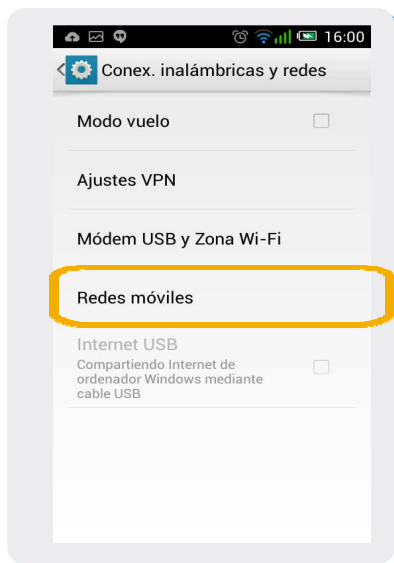 16:00
Conex. inalámbricas y redes
Modo vuelo
Ajustes VPN
Módem USB y Zona Wi-Fi
Redes móviles
Internet USB
Compartiendo Internet de
ordenador Windows mediante
cable USB